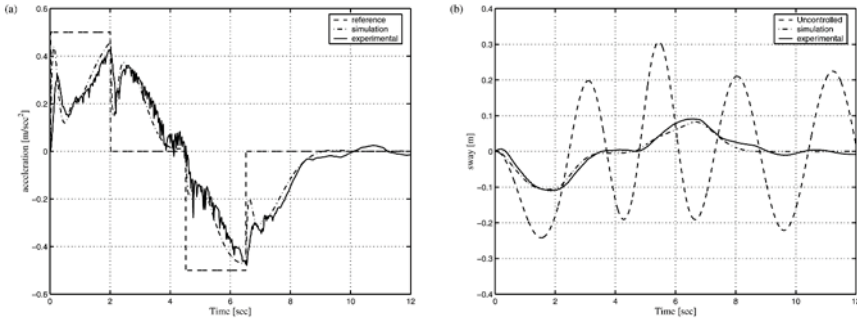 (a)
reference
simulation
experimental
acceleration [m/sec²]
0.6
0.4
0.2
0
−0.2
−0.4
−0.6
0 2 4 6 8 10 12
Time [sec]
(b)
Uncontrolled
simulation
experimental
sway [m]
0.4
0.3
0.2
0.1
0
−0.1
−0.2
−0.3
−0.4
0 2 4 6 8 10 12
Time [sec]